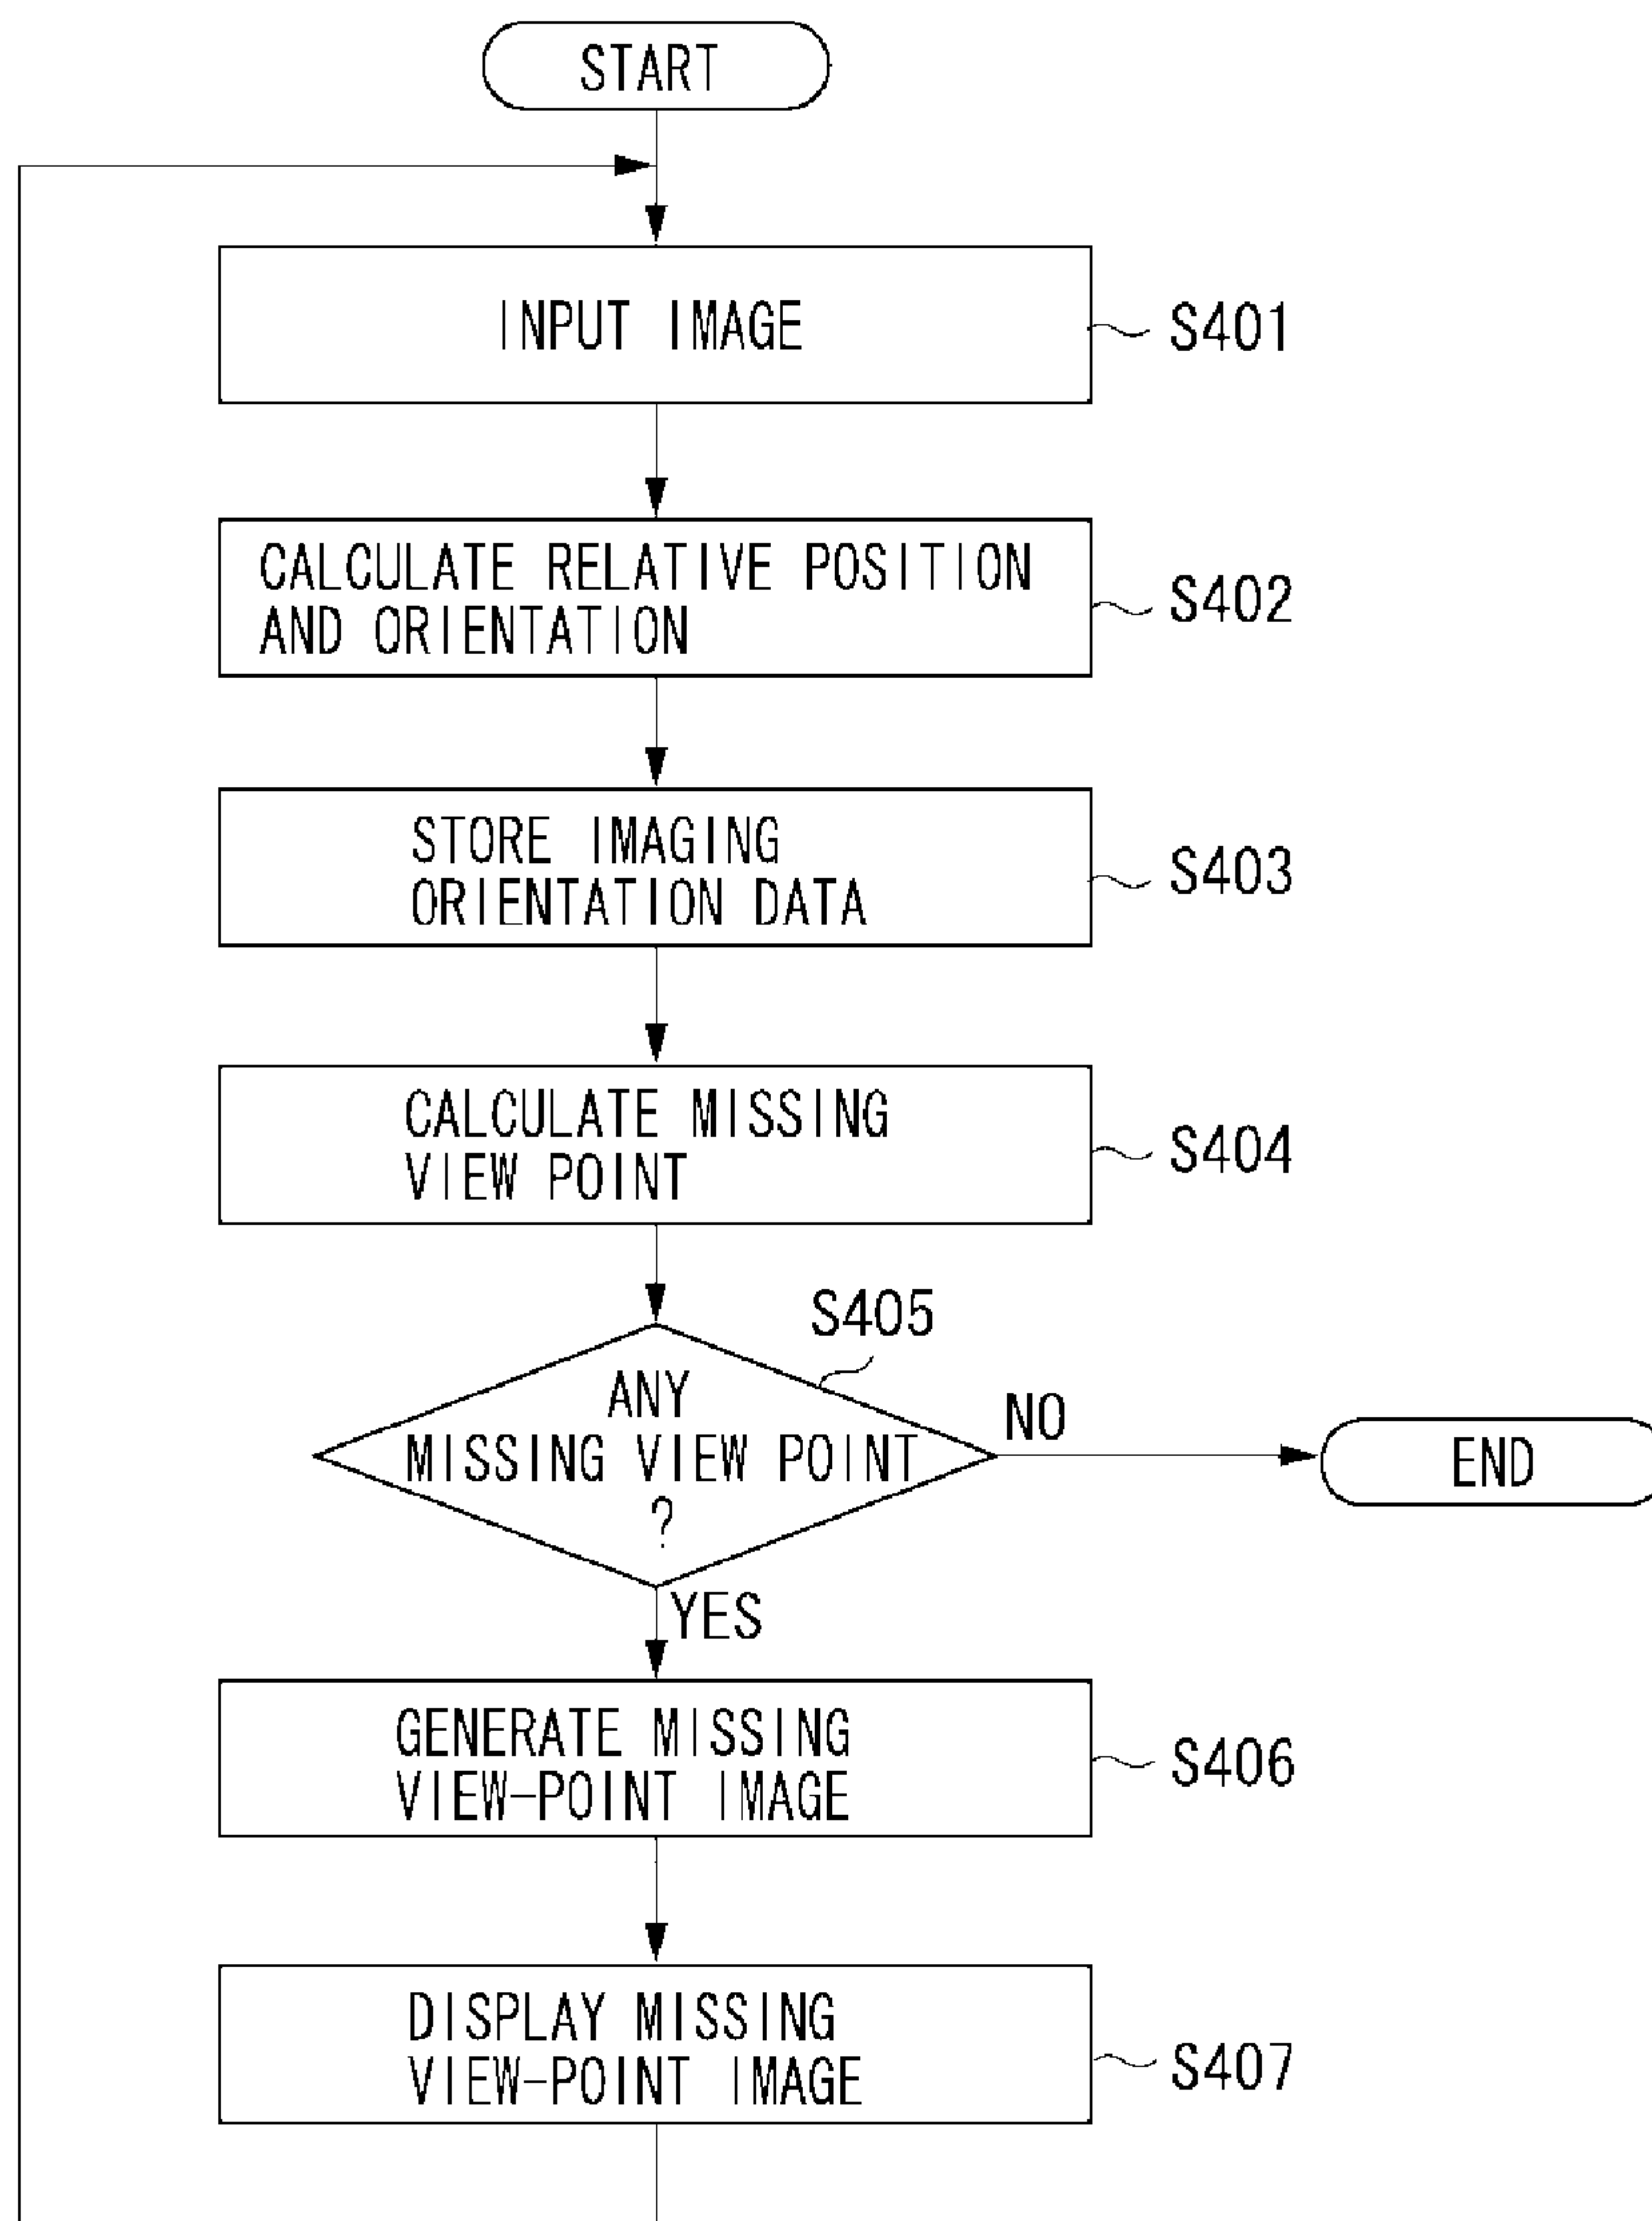 START
INPUT IMAGE
S401
CALCULATE RELATIVE POSITION
AND ORIENTATION
S402
STORE IMAGING
ORIENTATION DATA
S403
CALCULATE MISSING
VIEW POINT
S404
S405
ANY
MISSING VIEW POINT
?
NO
END
YES
GENERATE MISSING
VIEW-POINT IMAGE
S406
DISPLAY MISSING
VIEW-POINT IMAGE
S407